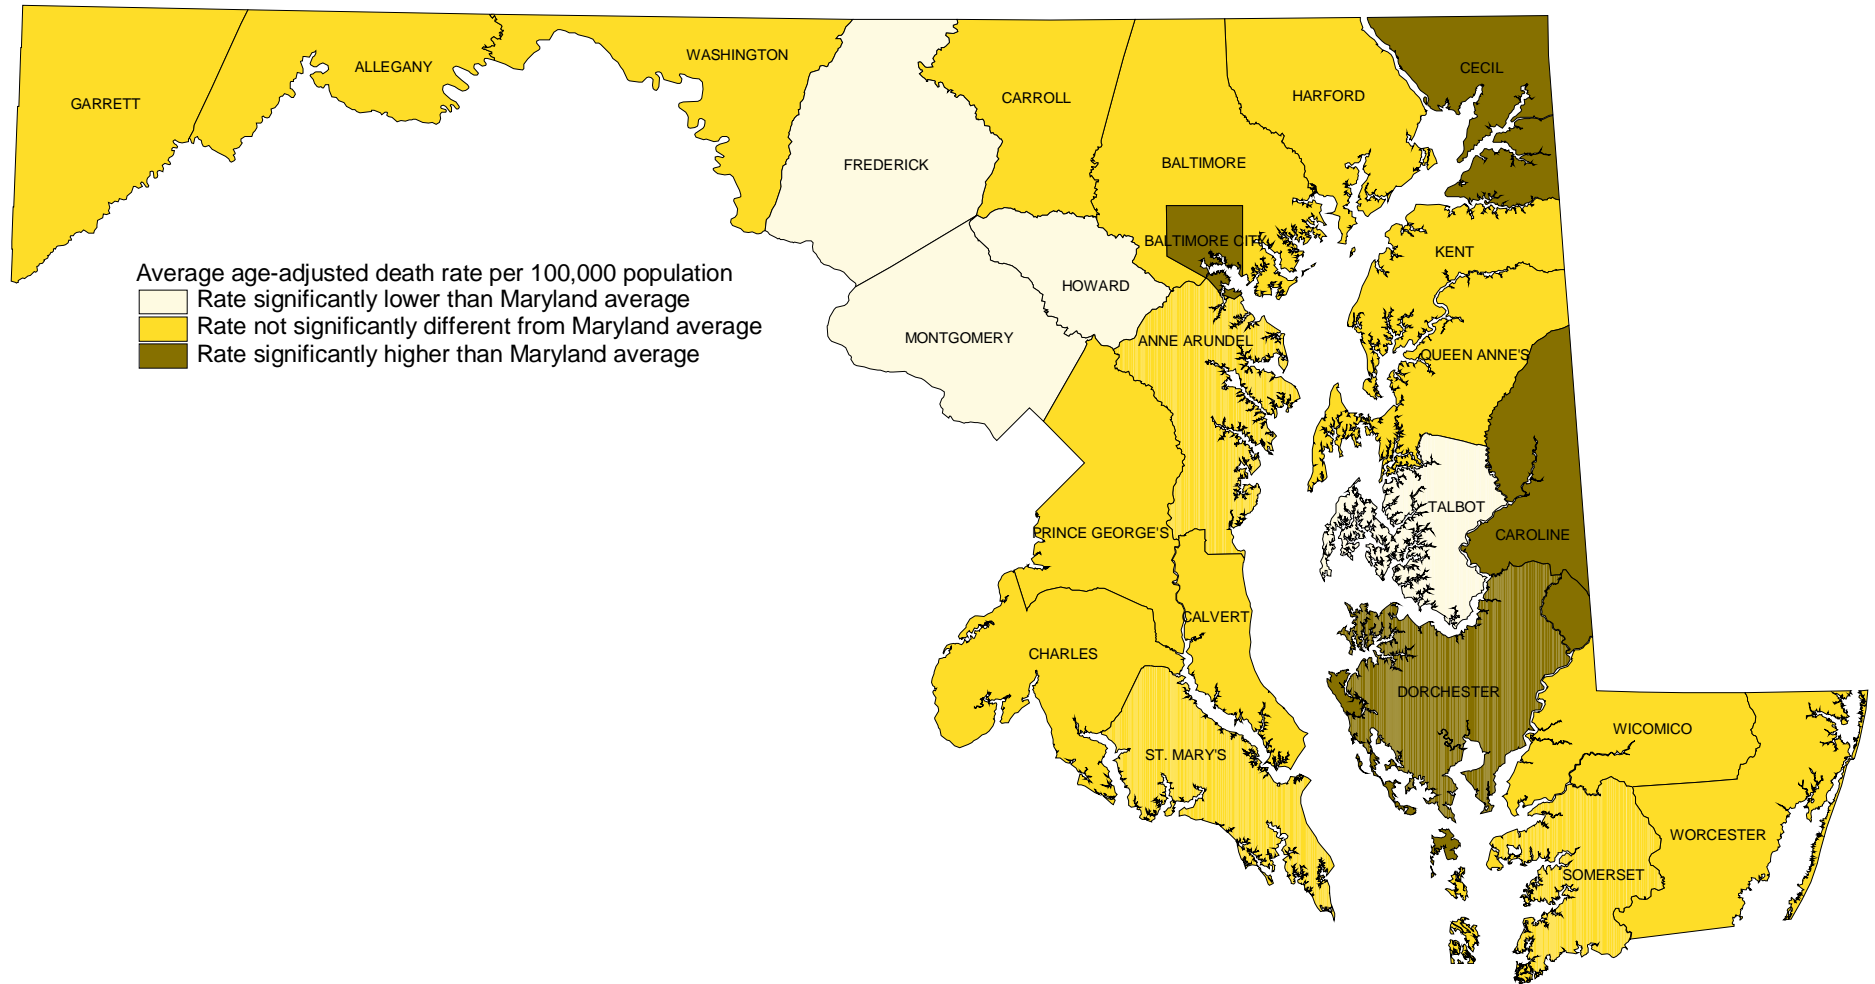 WASHINGTON
ALLEGANY
CECIL
GARRETT
CARROLL
HARFORD
FREDERICK
BALTIMORE
BALTIMORE CITY
KENT
Average age-adjusted death rate per 100,000 population
Rate significantly lower than Maryland average
Rate not significantly different from Maryland average
Rate significantly higher than Maryland average
HOWARD
MONTGOMERY
ANNE ARUNDEL
QUEEN ANNE'S
TALBOT
PRINCE GEORGE'S
CAROLINE
CALVERT
CHARLES
DORCHESTER
WICOMICO
ST. MARY'S
WORCESTER
SOMERSET